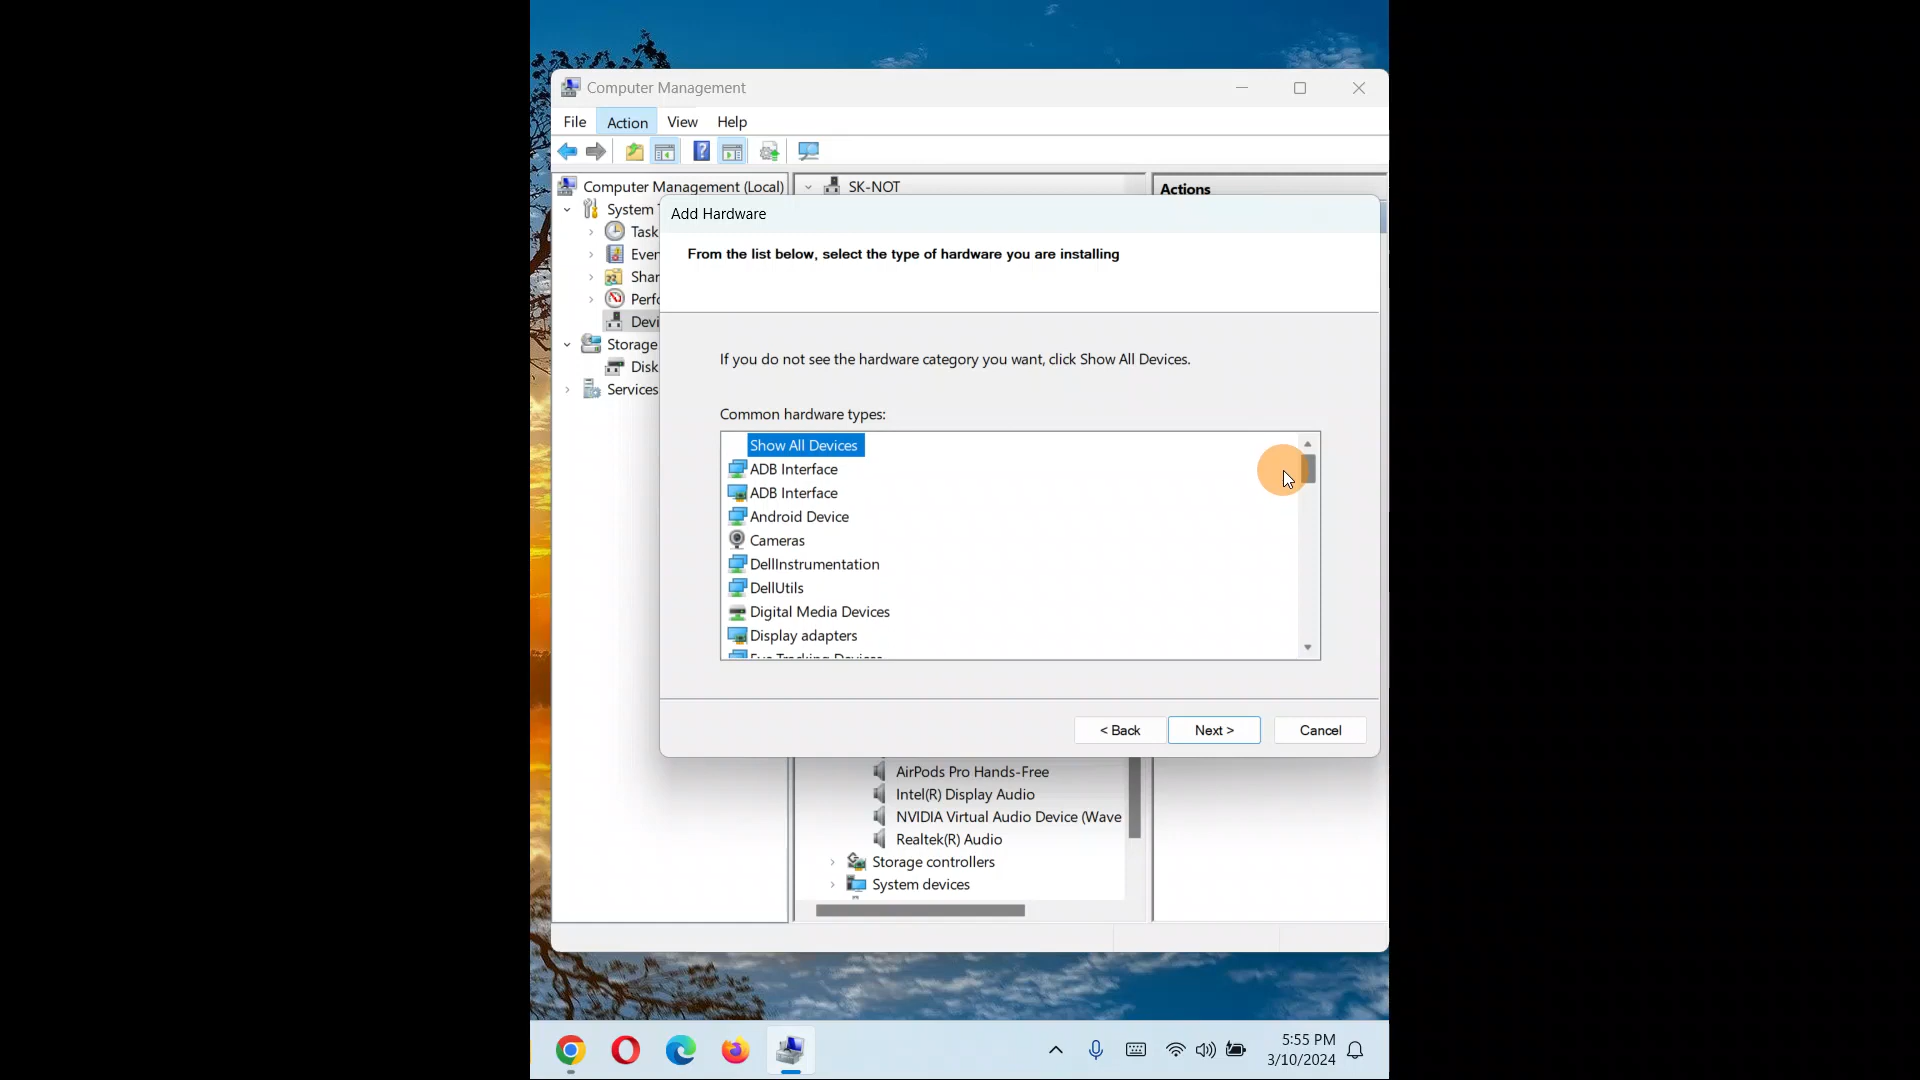 Computer Management
File Action View Help
Computer Management (Local)
System
Task
Ever
Shar
Perfo
Devi
Storage
Disk
Services
SK-NOT
Actions
Add Hardware
From the list below, select the type of hardware you are installing
If you do not see the hardware category you want, click Show All Devices.
Common hardware types:
Show All Devices
ADB Interface
ADB Interface
Android Device
Cameras
DellInstrumentation
DellUtils
Digital Media Devices
Display adapters
Eye Tracking Devices
< Back
Next >
Cancel
AirPods Pro Hands-Free
Intel(R) Display Audio
NVIDIA Virtual Audio Device (Wave
Realtek(R) Audio
Storage controllers
System devices
5:55 PM
3/10/2024